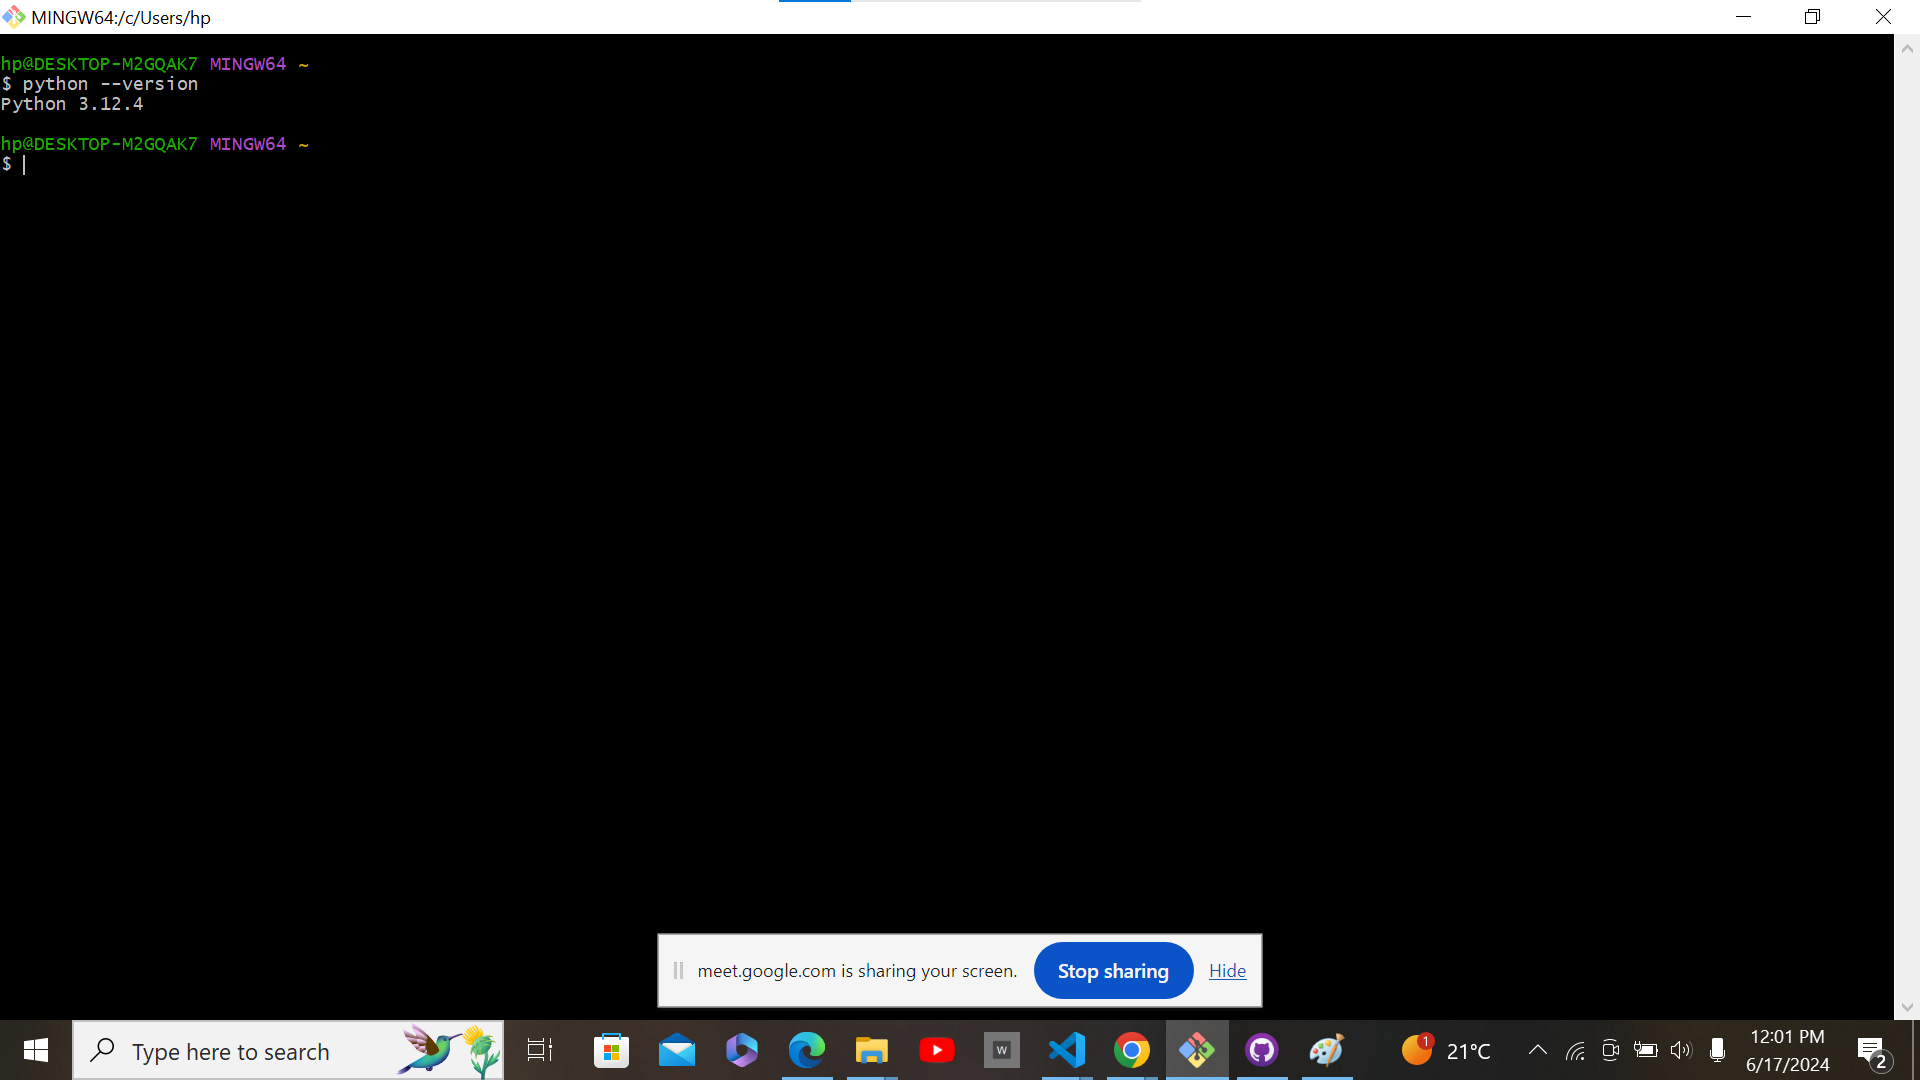 MINGW64:/c/Users/hp
hp@DESKTOP-M2GQAK7 MINGW64 ~
$ python --version
Python 3.12.4
hp@DESKTOP-M2GQAK7 MINGW64 ~
$
meet.google.com is sharing your screen.
Stop sharing
Hide
Type here to search
W
1
21°C
12:01 PM
6/17/2024
2